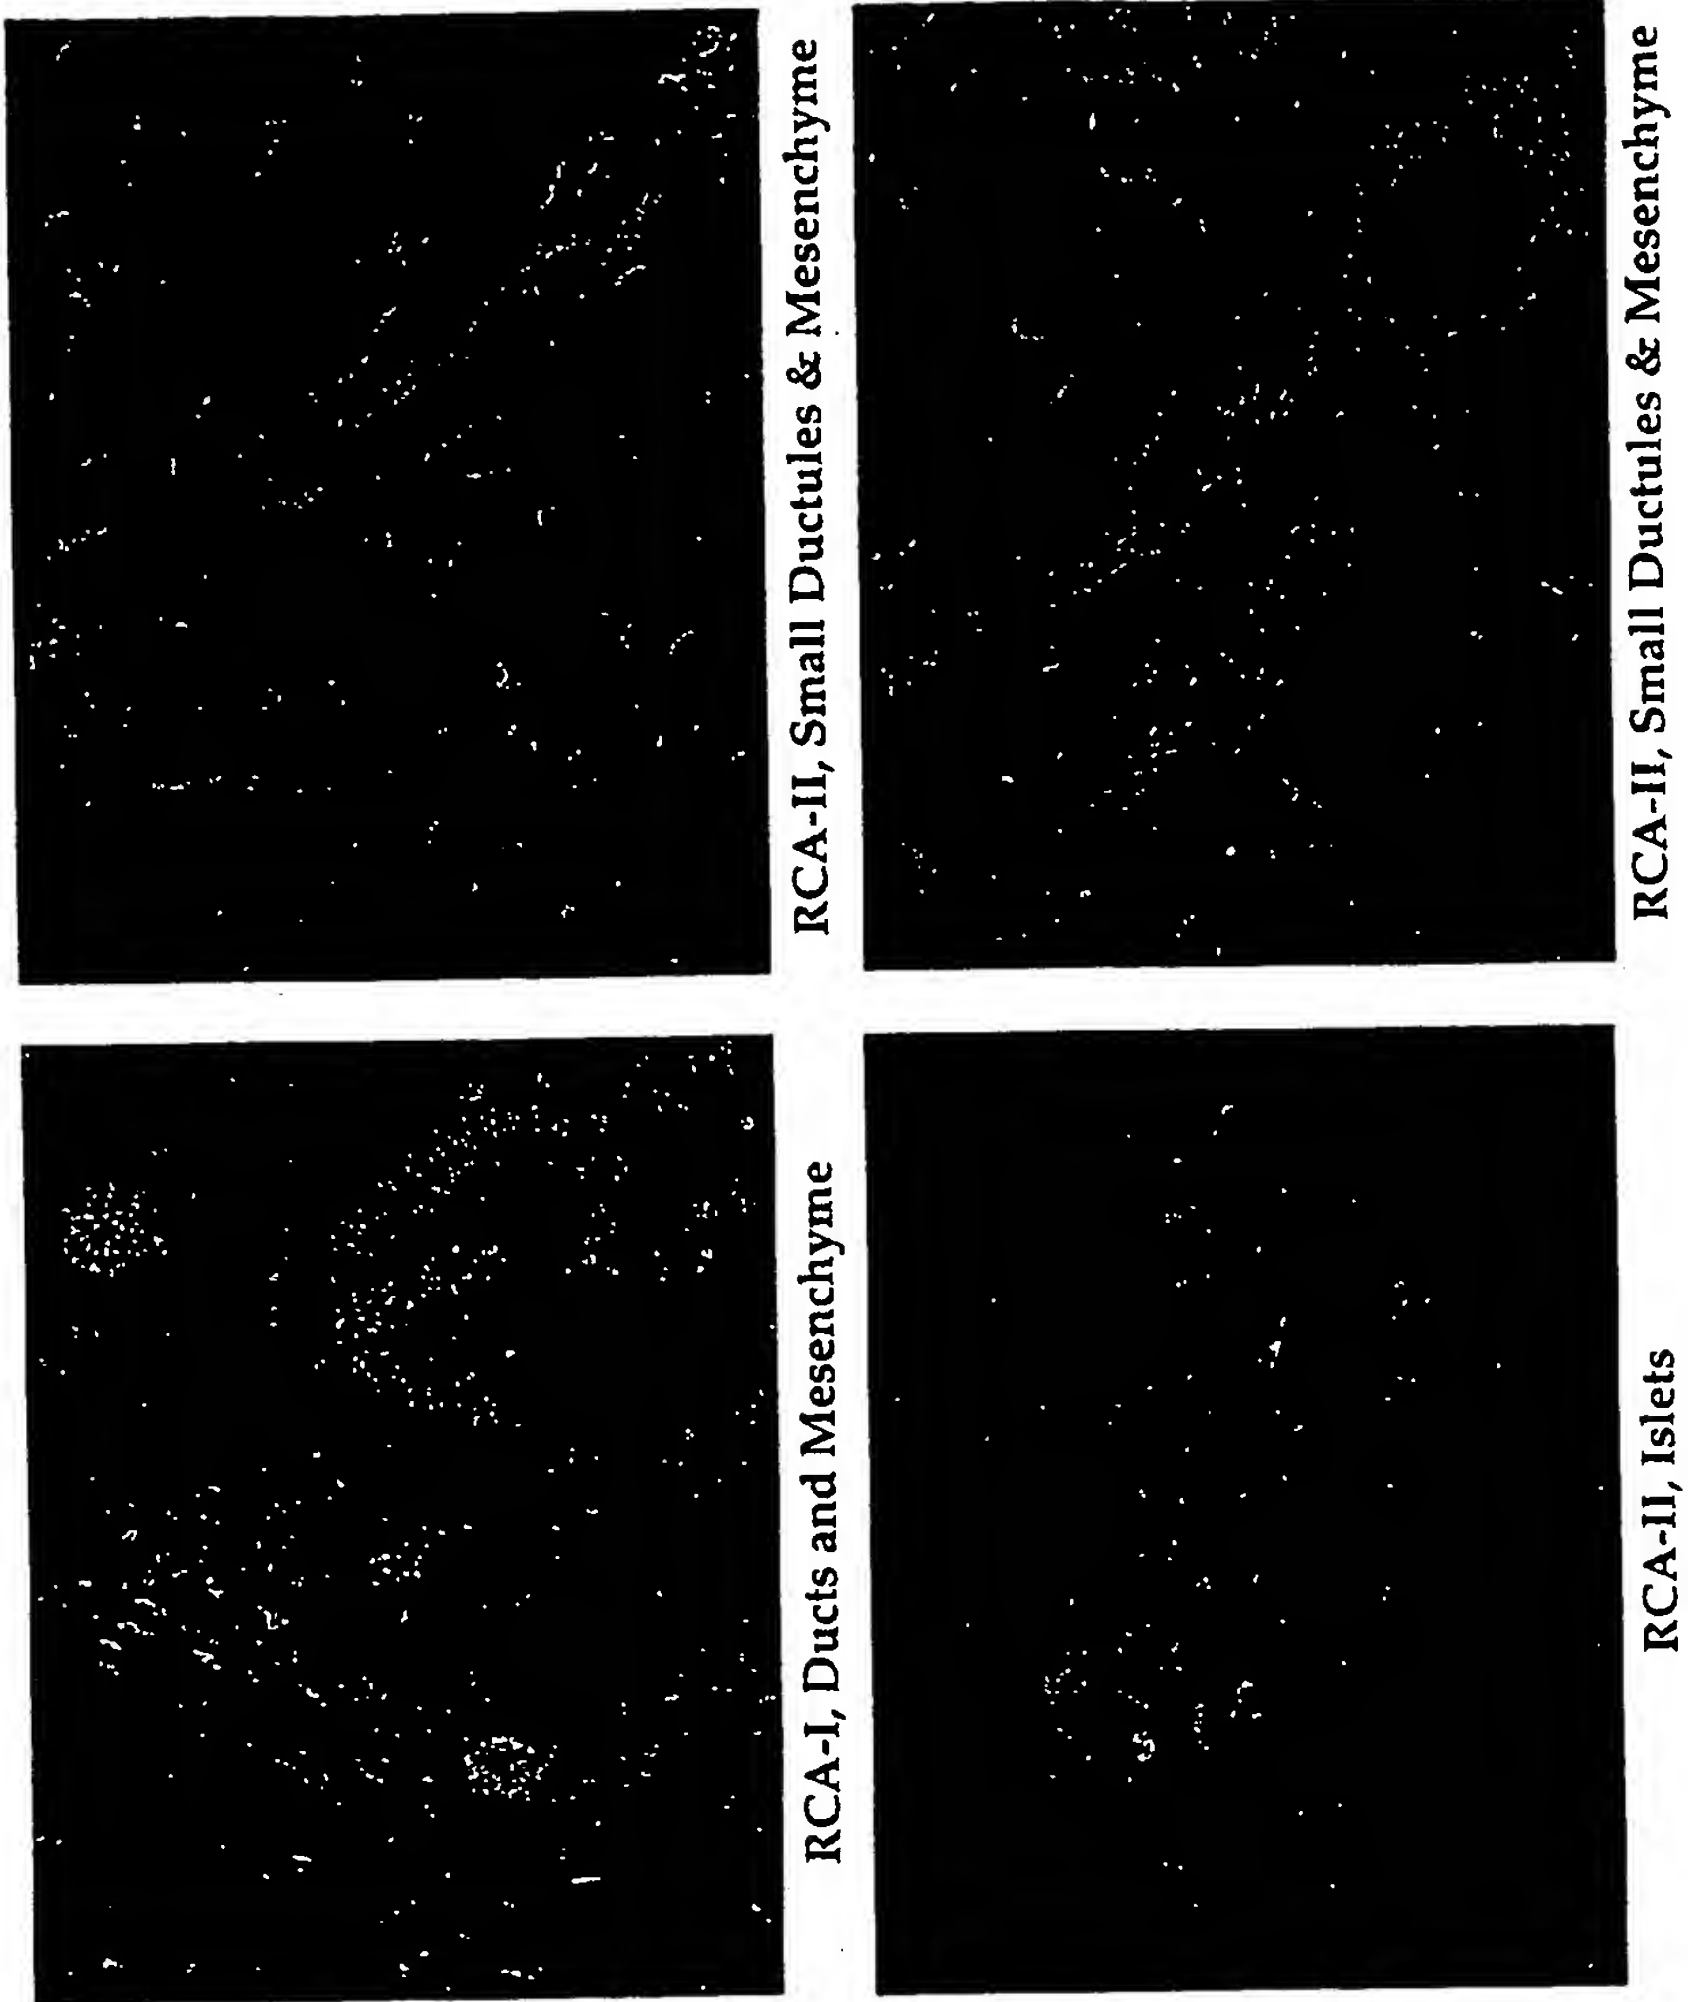 RCA-I, Ducts and Mesenchyme
RCA-II, Small Ductules & Mesenchyme
RCA-II, Islets
RCA-II, Small Ductules & Mesenchyme